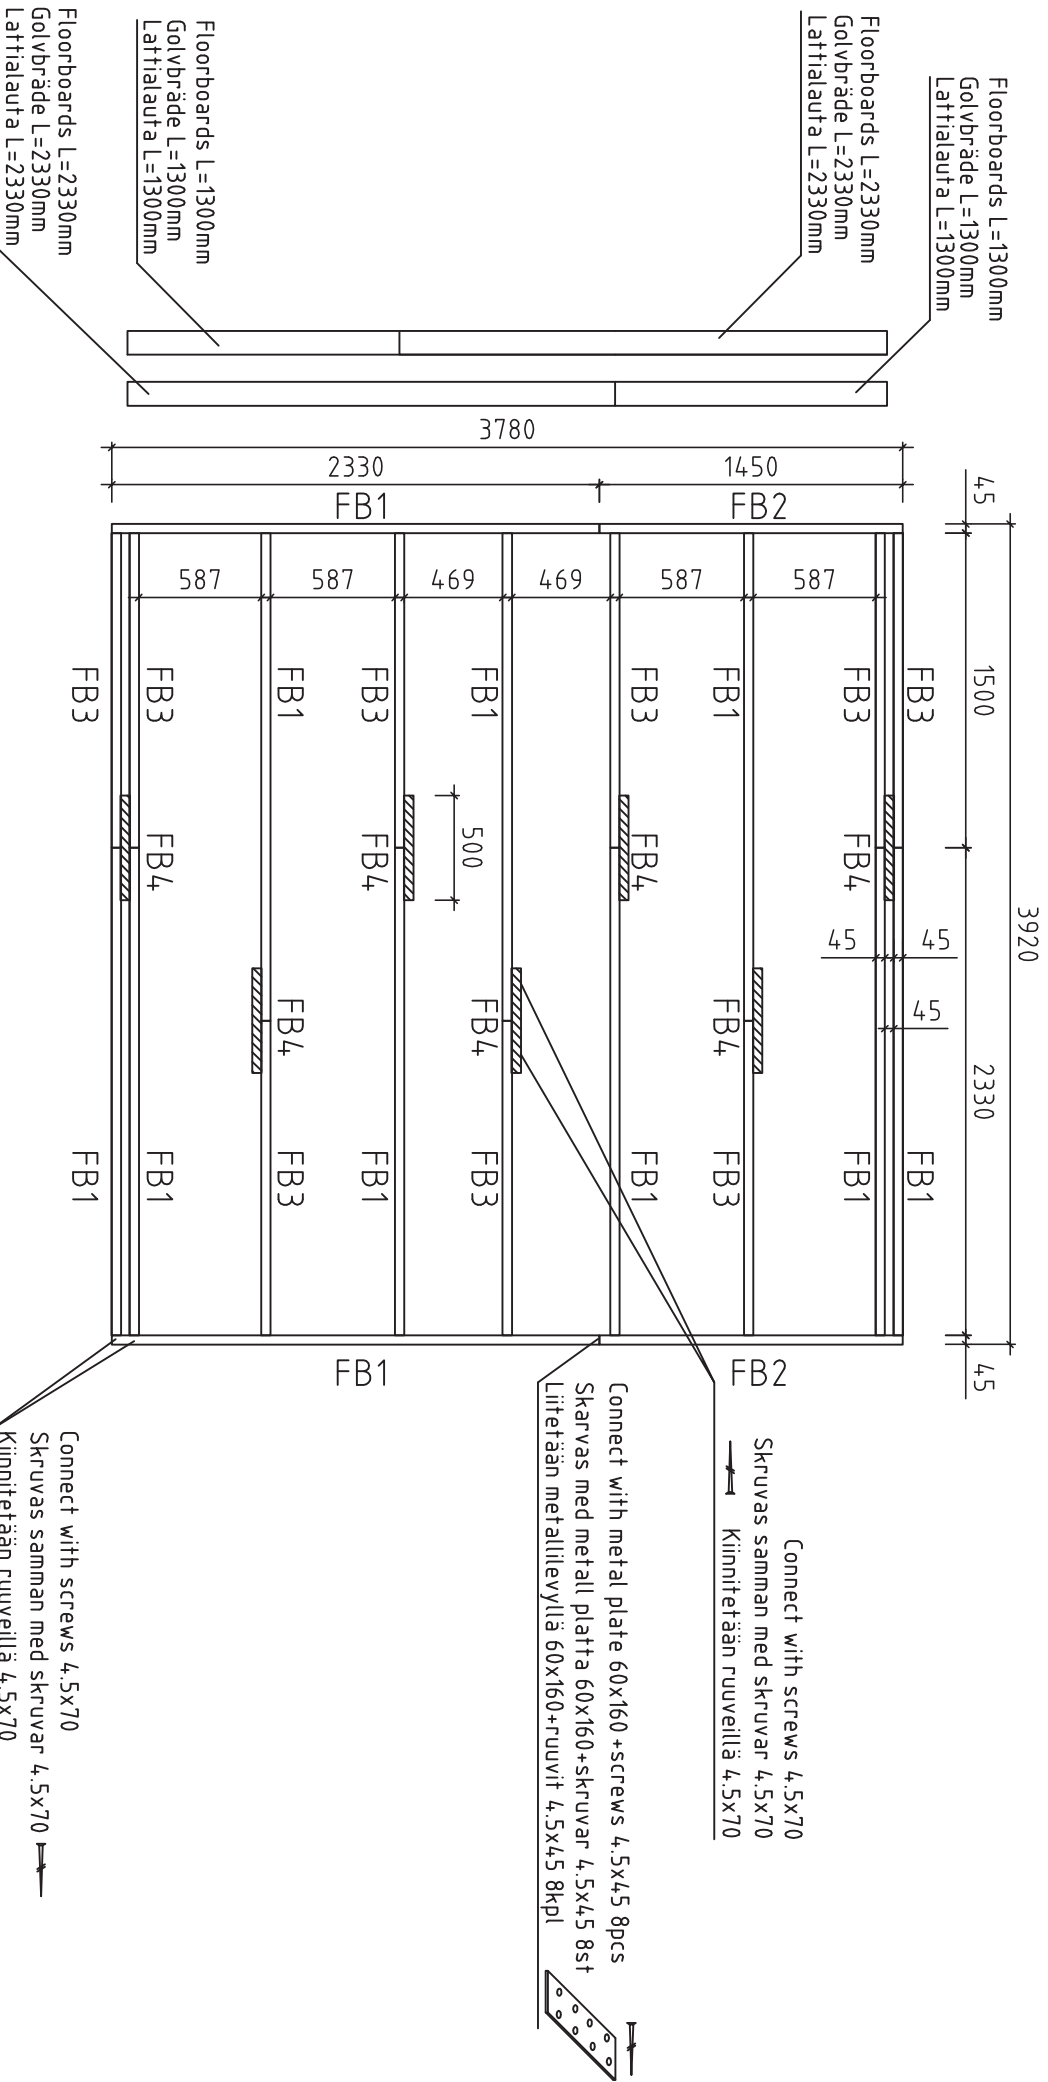 Floorboards L=1300mm
Golvbräde L=1300mm
Lattialauta L=1300mm
Floorboards L=2330mm
Golvbräde L=2330mm
Lattialauta L=2330mm
Floorboards L=1300mm
Golvbräde L=1300mm
Lattialauta L=1300mm
Floorboards L=2330mm
Golvbräde L=2330mm
Lattialauta L=2330mm
3780
2330
1450
FB1
FB2
45
1500
3920
2330
45
587
587
469
469
587
587
FB3
FB3
FB1
FB3
FB1
FB3
FB1
FB3
FB3
500
FB4
FB4
FB4
FB4
45
45
45
FB4
FB4
FB4
FB1
FB1
FB3
FB1
FB3
FB1
FB3
FB1
FB1
FB1
FB2
Connect with screws 4.5x70
Skruvas samman med skruvar 4.5x70
Kiinnitetään ruuveillä 4.5x70
Connect with metal plate 60x160+screws 4.5x45 8pcs
Skarvas med metall platta 60x160+skruvar 4.5x45 8st
Liitetään metallilevyllä 60x160+ruuvit 4.5x45 8kpl
Connect with screws 4.5x70
Skruvas samman med skruvar 4.5x70
Kiinnitetään ruuveillä 4.5x70